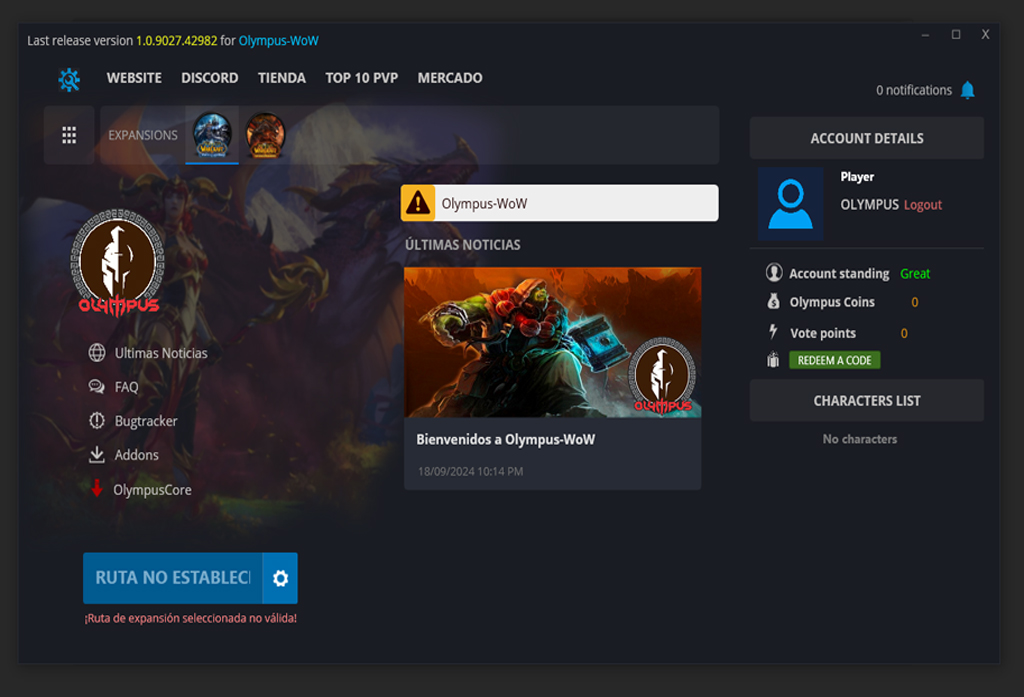 Last release version 1.0.9027.42982 for Olympus-WoW
X
WEBSITE DISCORD TIENDA TOP 10 PVP MERCADO
0 notifications
EXPANSIONS
ACCOUNT DETAILS
Player
OLYMPUS Logout
Olympus-WoW
ÚLTIMAS NOTICIAS
OLYMPUS
Account standing Great
Olympus Coins 0
Vote points 0
REDEEM A CODE
Ultimas Noticias
FAQ
Bugtracker
Addons
OlympusCore
OLYMPUS
Bienvenidos a Olympus-WoW
18/09/2024 10:14 PM
CHARACTERS LIST
No characters
RUTA NO ESTABLEC
¡Ruta de expansión seleccionada no válida!